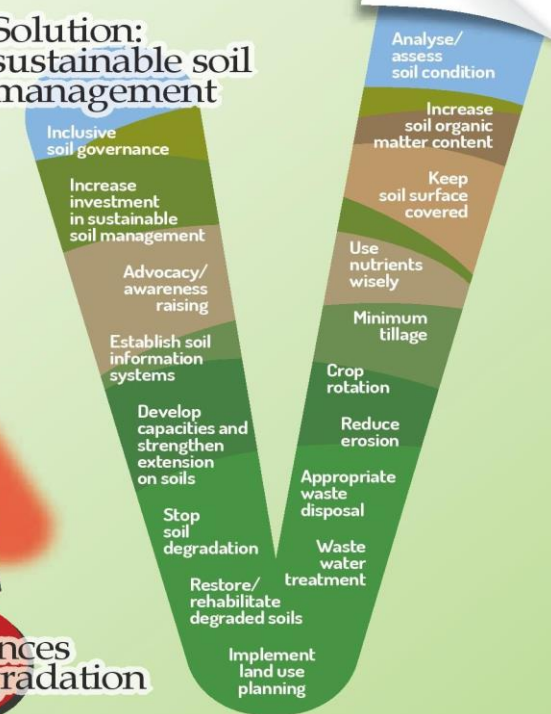 Solution:
sustainable soil
management
Inclusive
soil governance
Increase
investment
in sustainable
soil management
Advocacy/
awareness
raising
Establish soil
information
systems
Develop
capacities and
strengthen
extension
on soils
Stop
soil
degradation
Restore/
rehabilitate
degraded soils
Implement
land use
planning
Analyse/
assess
soil condition
Increase
soil organic
matter content
Keep
soil surface
covered
Use
nutrients
wisely
Minimum
tillage
Crop
rotation
Reduce
erosion
Appropriate
waste
disposal
Waste
water
treatment
nces
radation